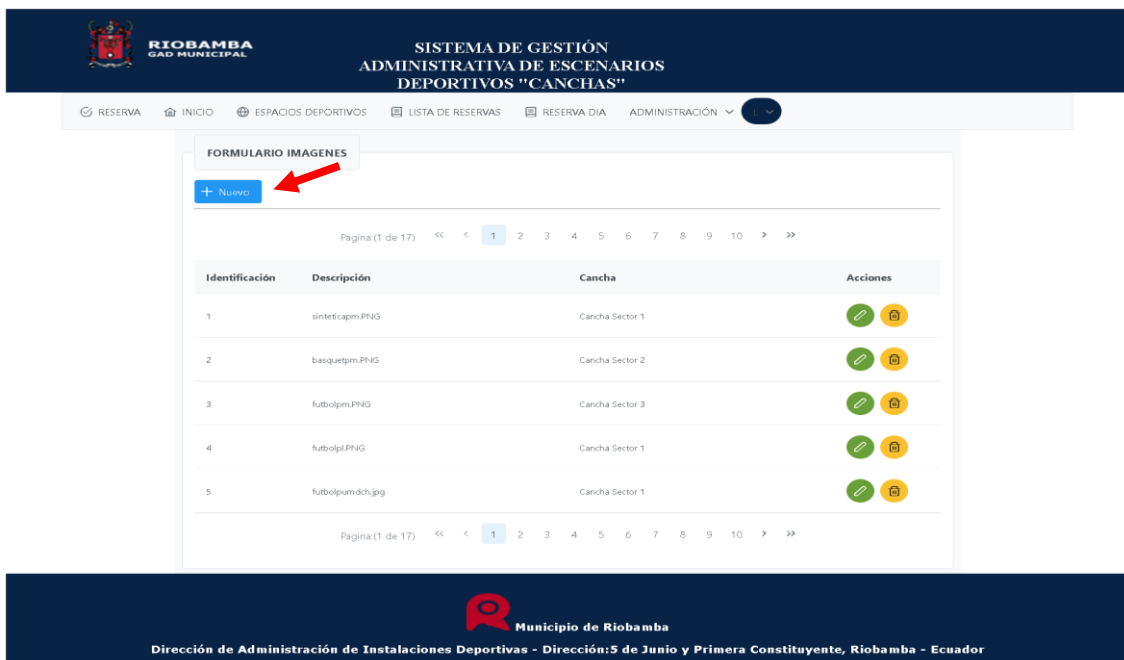 RIOBAMBA
GAD MUNICIPAL
SISTEMA DE GESTIÓN
ADMINISTRATIVA DE ESCENARIOS
DEPORTIVOS "CANCHAS"
RESERVA INICIO ESPACIOS DEPORTIVOS LISTA DE RESERVAS RESERVA DIA ADMINISTRACIÓN
FORMULARIO IMAGENES
+ Nuevo
Pagina:(1 de 17) << < 1 2 3 4 5 6 7 8 9 10 > >>
Identificación Descripción Cancha Acciones
1 sinteticapm.PNG Cancha Sector 1
2 basquetpm.PNG Cancha Sector 2
3 futbolpm.PNG Cancha Sector 3
4 futbolpl.PNG Cancha Sector 1
5 futbolpumdch.jpg Cancha Sector 1
Pagina:(1 de 17) << < 1 2 3 4 5 6 7 8 9 10 > >>
Municipio de Riobamba
Dirección de Administración de Instalaciones Deportivas - Dirección:5 de Junio y Primera Constituyente, Riobamba - Ecuador